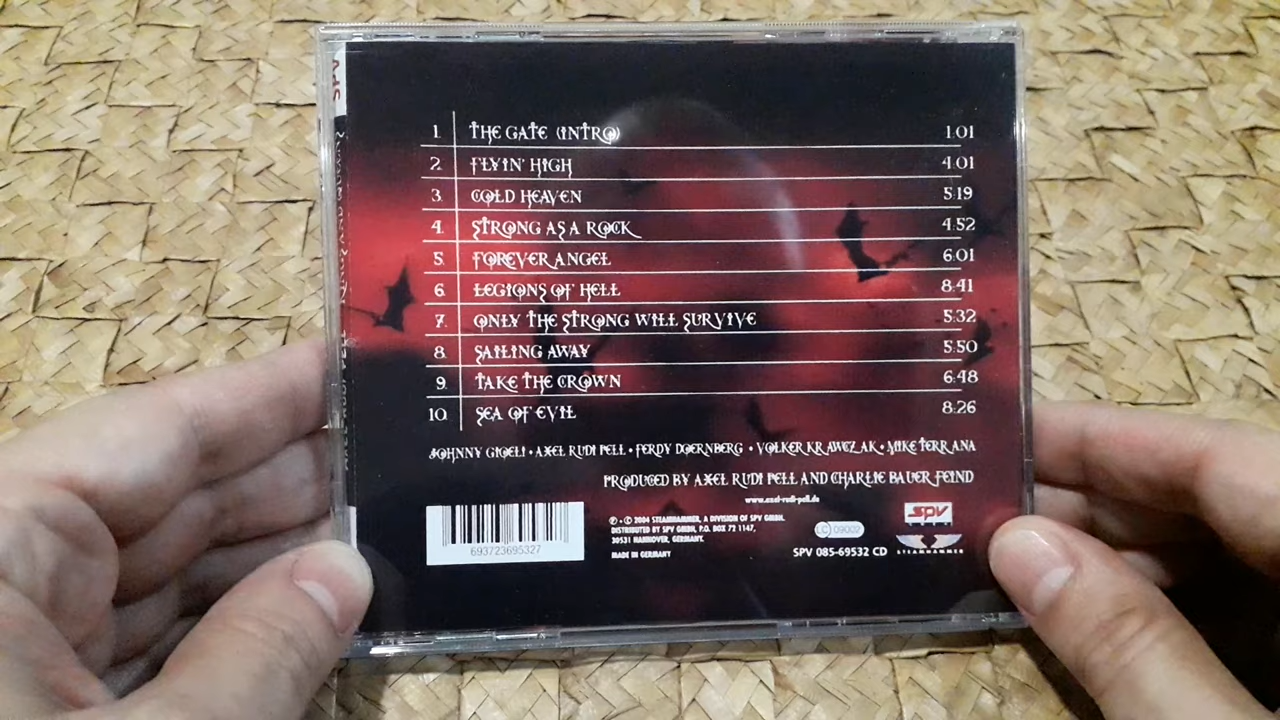 1. THE GATE (INTRO) 1:01
2. FLYIN' HIGH 4:01
3. COLD HEAVEN 5:19
4. STRONG AS A ROCK 4:52
5. FOREVER ANGEL 6:01
6. LEGIONS OF HELL 8:41
7. ONLY THE STRONG WILL SURVIVE 5:32
8. SAILING AWAY 5:50
9. TAKE THE CROWN 6:48
10. SEA OF EVIL 8:26
JOHNNY GIOELI • AXEL RUDI PELL • FERDY DOERNBERG • VOLKER KRAWCZAK • MIKE TERRANA
PRODUCED BY AXEL RUDI PELL AND CHARLIE BAUERFEIND
www.axel-rudi-pell.de
693723695327
℗ + © 2004 STEAMHAMMER, A DIVISION OF SPV GMBH.
DISTRIBUTED BY SPV GMBH, P.O. BOX 72 1147,
30531 HANNOVER, GERMANY.
MADE IN GERMANY
LC 09002
SPV 085-69532 CD
SPV
STEAMHAMMER
SPV